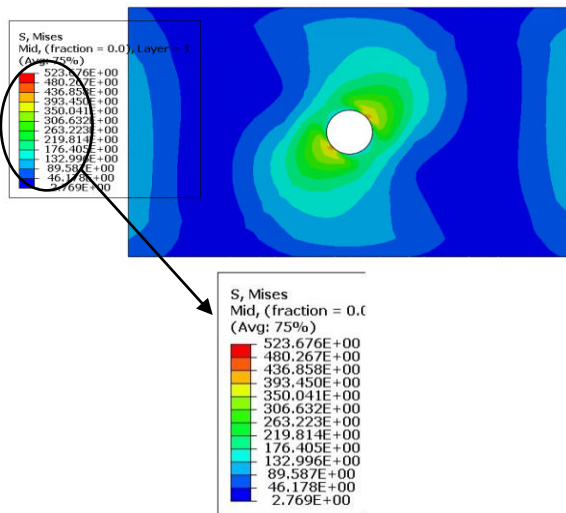 S, Mises
Mid, (fraction = 0.0), Layer = 1
(Avg: 75%)
523.676E+00
480.267E+00
436.858E+00
393.450E+00
350.041E+00
306.632E+00
263.223E+00
219.814E+00
176.405E+00
132.996E+00
89.587E+00
46.178E+00
2.769E+00
S, Mises
Mid, (fraction = 0.0
(Avg: 75%)
523.676E+00
480.267E+00
436.858E+00
393.450E+00
350.041E+00
306.632E+00
263.223E+00
219.814E+00
176.405E+00
132.996E+00
89.587E+00
46.178E+00
2.769E+00